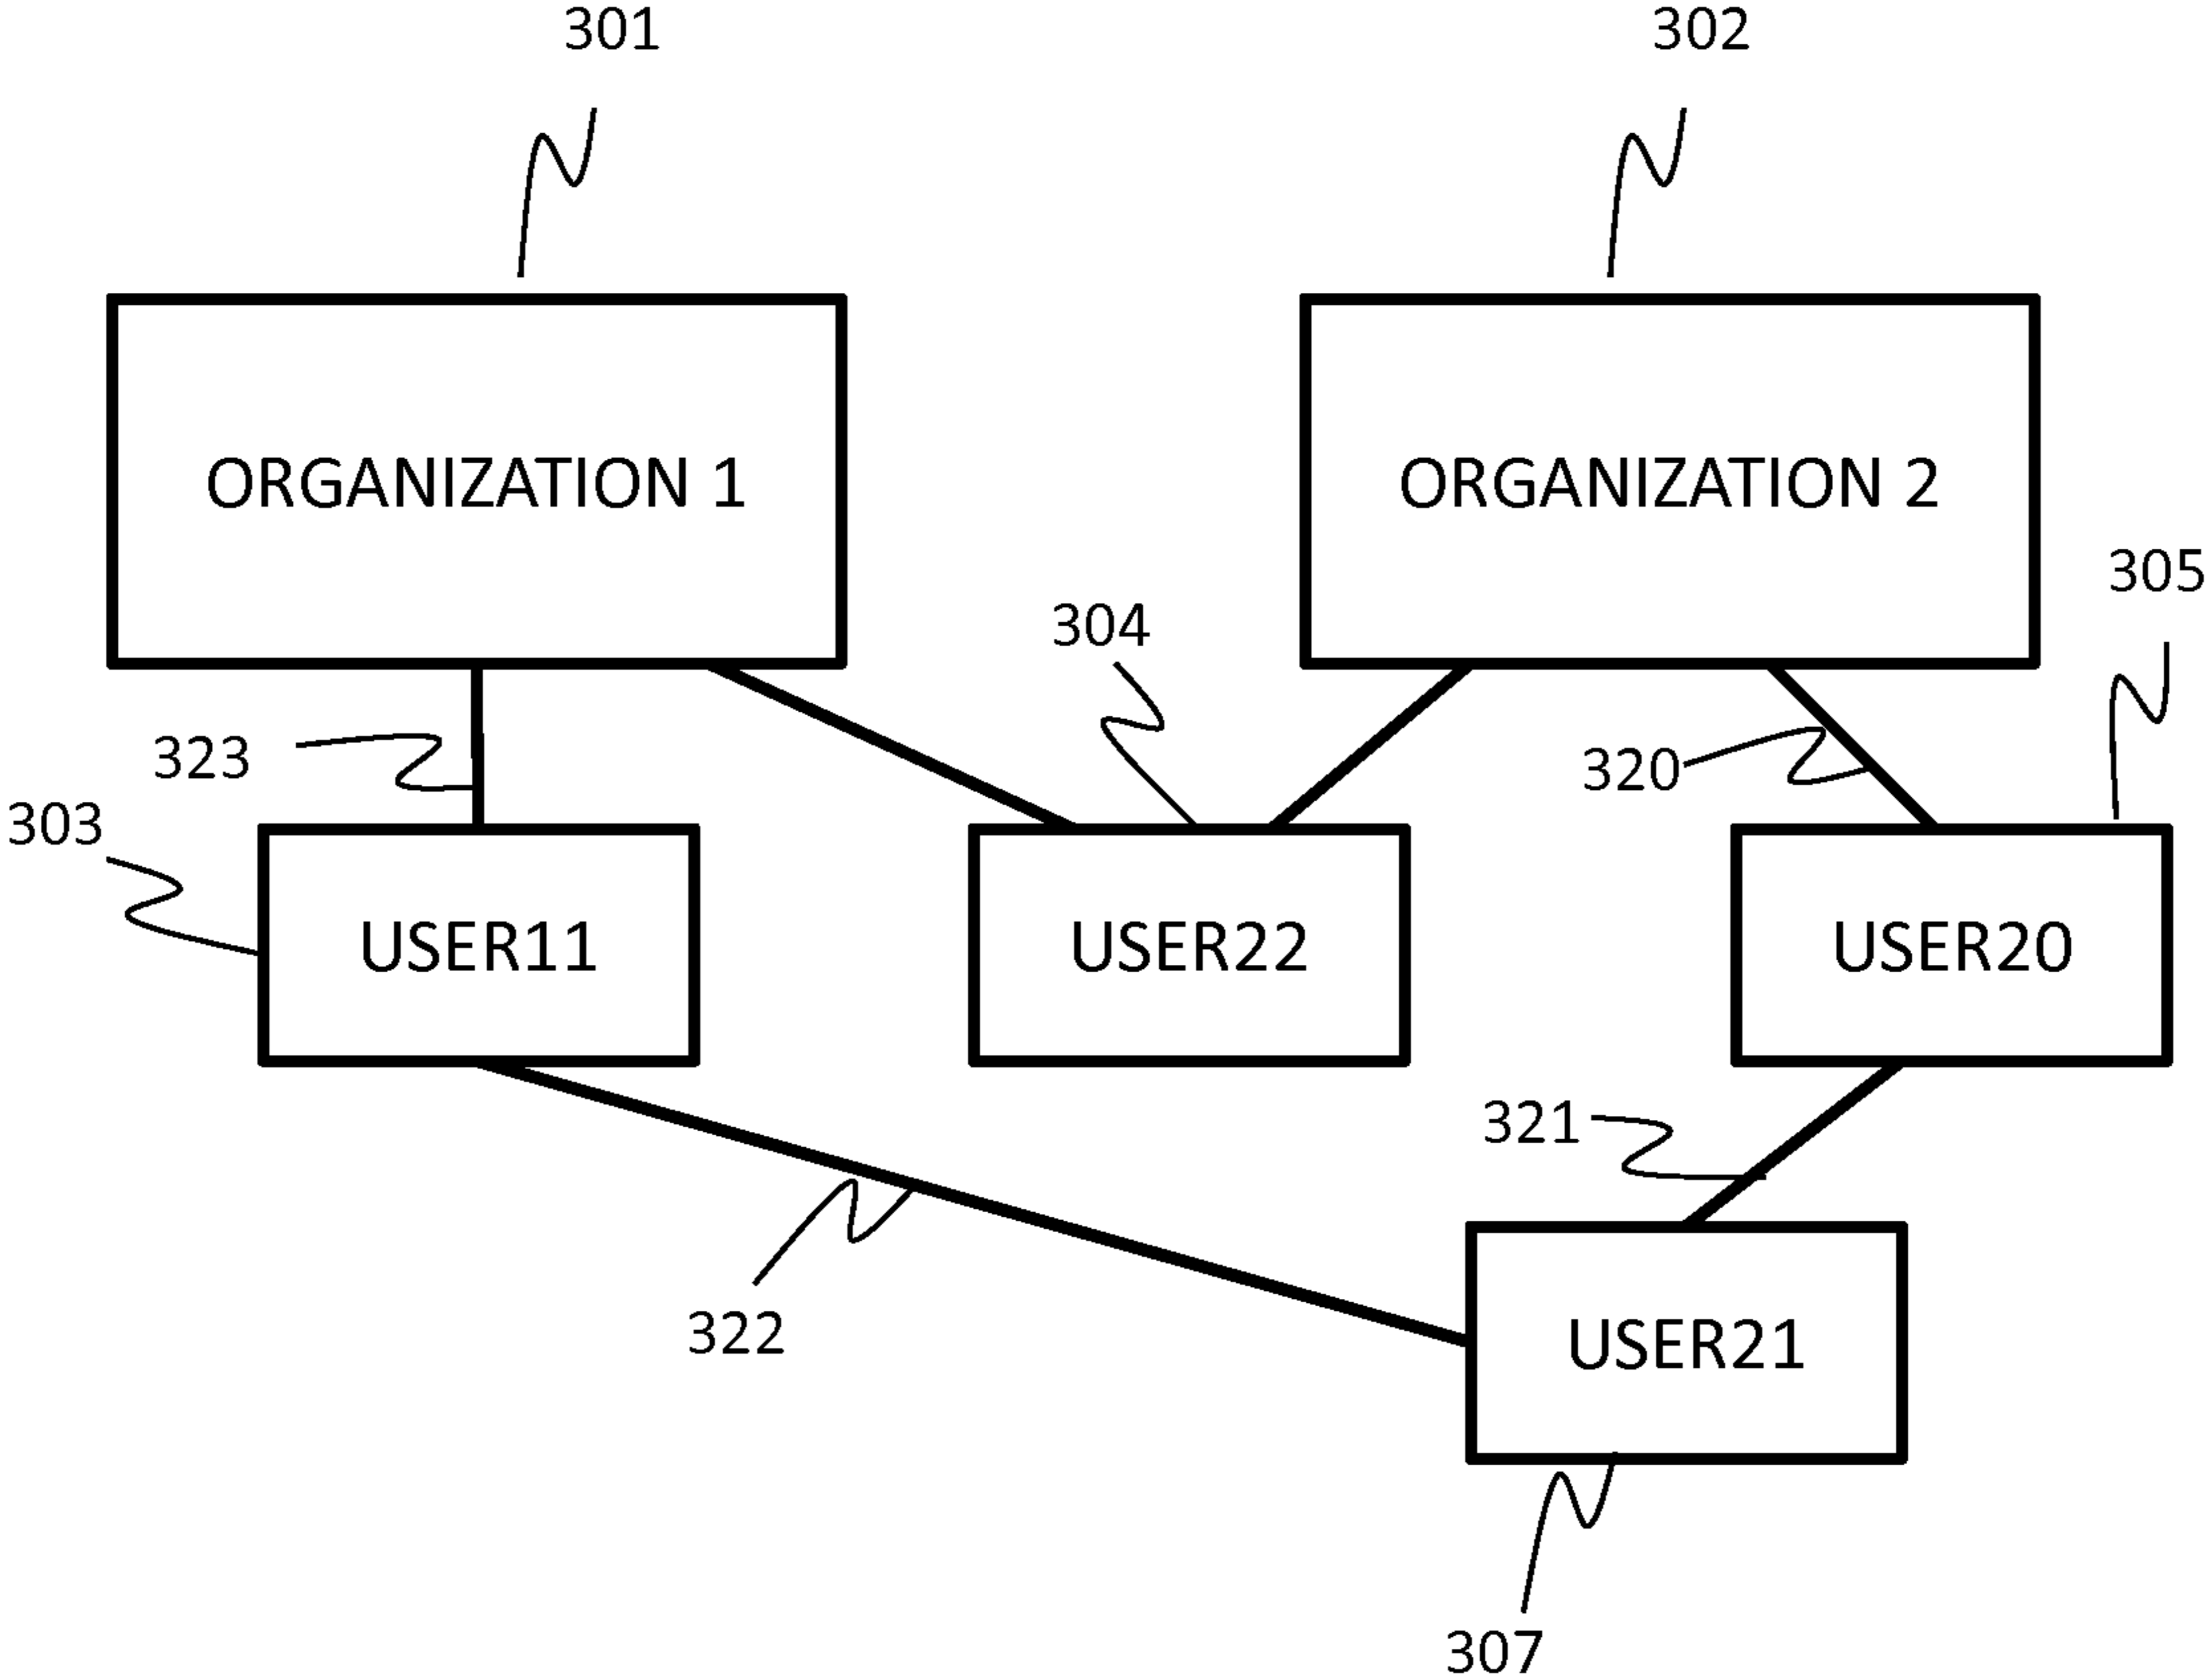 301
302
ORGANIZATION 1
ORGANIZATION 2
305
304
323
320
303
USER11
USER22
USER20
321
322
USER21
307